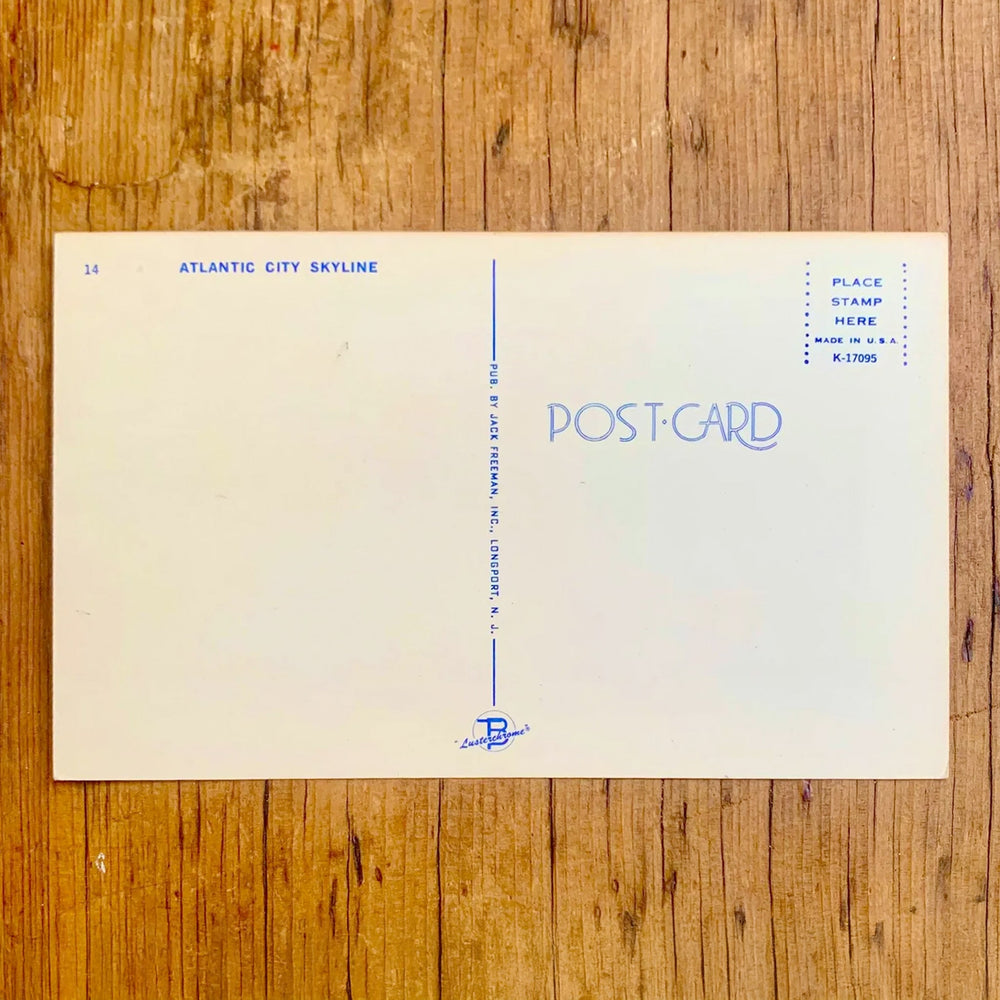 14 ATLANTIC CITY SKYLINE
PLACE
STAMP
HERE
MADE IN U.S.A.
K-17095
POST·CARD
PUB. BY JACK FREEMAN, INC., LONGPORT, N. J.
TB
"Lusterchrome"®